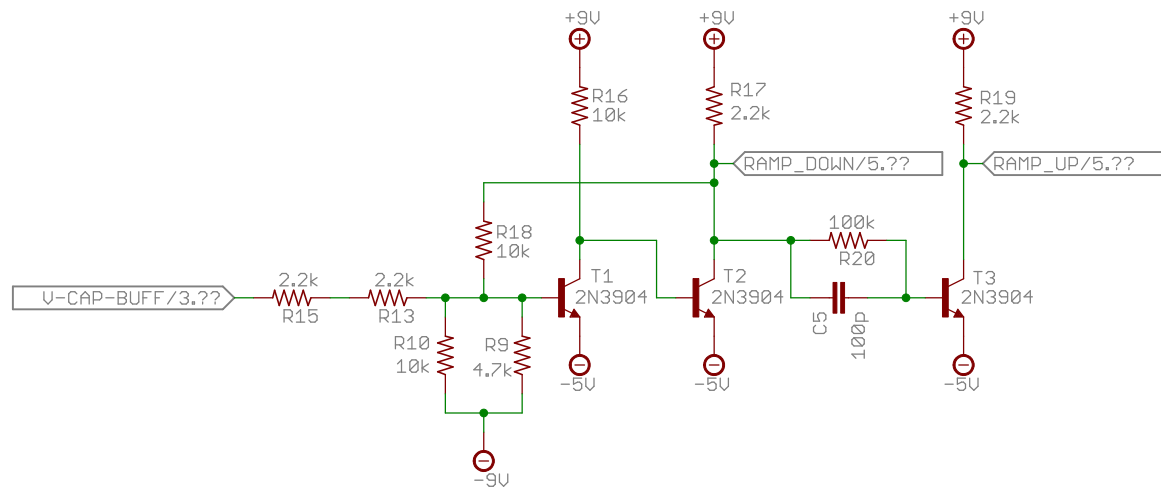 +9V
+9V
+9V
R16
10k
R17
2.2k
R19
2.2k
RAMP_DOWN/5.??
RAMP_UP/5.??
R18
10k
100k
R20
V-CAP-BUFF/3.??
2.2k
R15
2.2k
R13
T1
2N3904
T2
2N3904
T3
2N3904
C5
100p
R10
10k
R9
4.7k
-5V
-5V
-5V
-9V